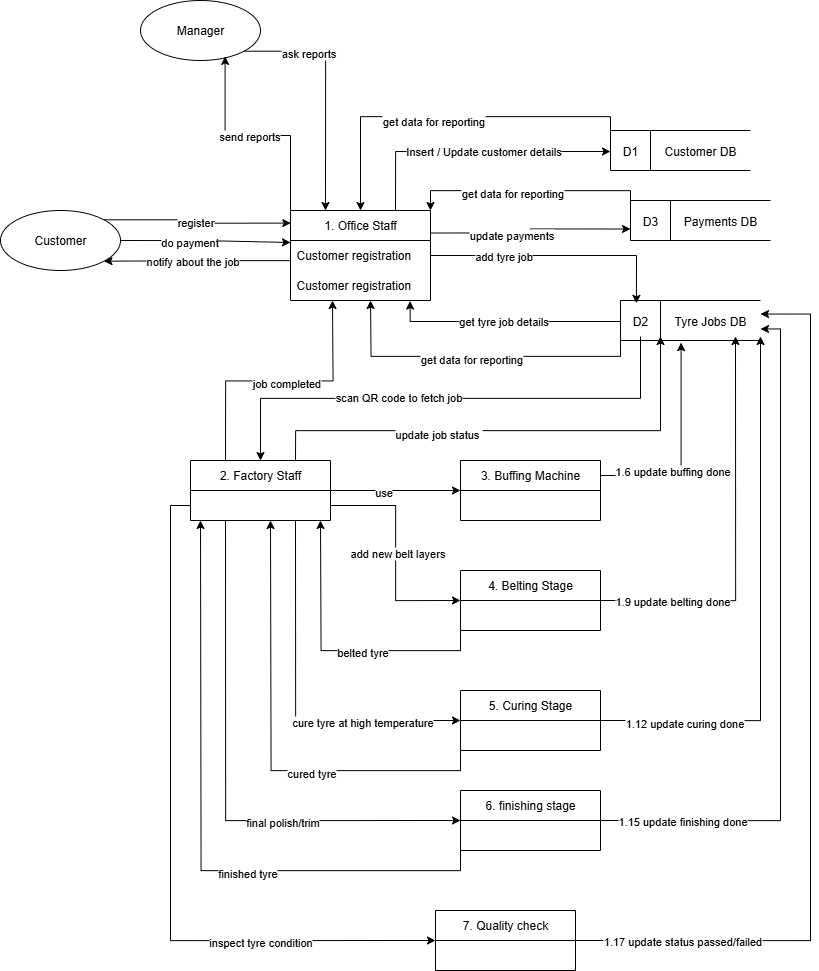 Manager
ask reports
send reports
get data for reporting
Insert / Update customer details
D1
Customer DB
get data for reporting
D3
Payments DB
register
1. Office Staff
update payments
Customer
do payment
Customer registration
add tyre job
notify about the job
Customer registration
get tyre job details
D2
Tyre Jobs DB
get data for reporting
job completed
scan QR code to fetch job
update job status
2. Factory Staff
3. Buffing Machine
1.6 update buffing done
use
add new belt layers
4. Belting Stage
1.9 update belting done
belted tyre
5. Curing Stage
cure tyre at high temperature
1.12 update curing done
cured tyre
6. finishing stage
final polish/trim
1.15 update finishing done
finished tyre
7. Quality check
inspect tyre condition
1.17 update status passed/failed